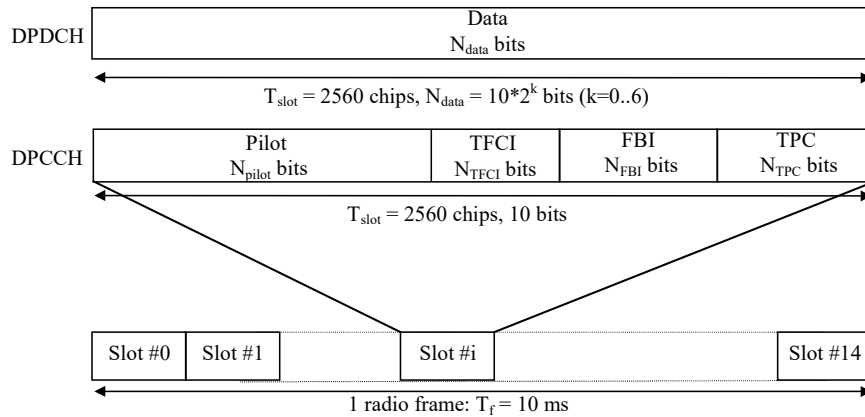 Data
DPDCH
N_data bits
T_slot = 2560 chips, N_data = 10*2^k bits (k=0..6)
Pilot TFCI FBI TPC
DPCCH
N_pilot bits N_TFCI bits N_FBI bits N_TPC bits
T_slot = 2560 chips, 10 bits
Slot #0 Slot #1 Slot #i Slot #14
1 radio frame: T_f = 10 ms